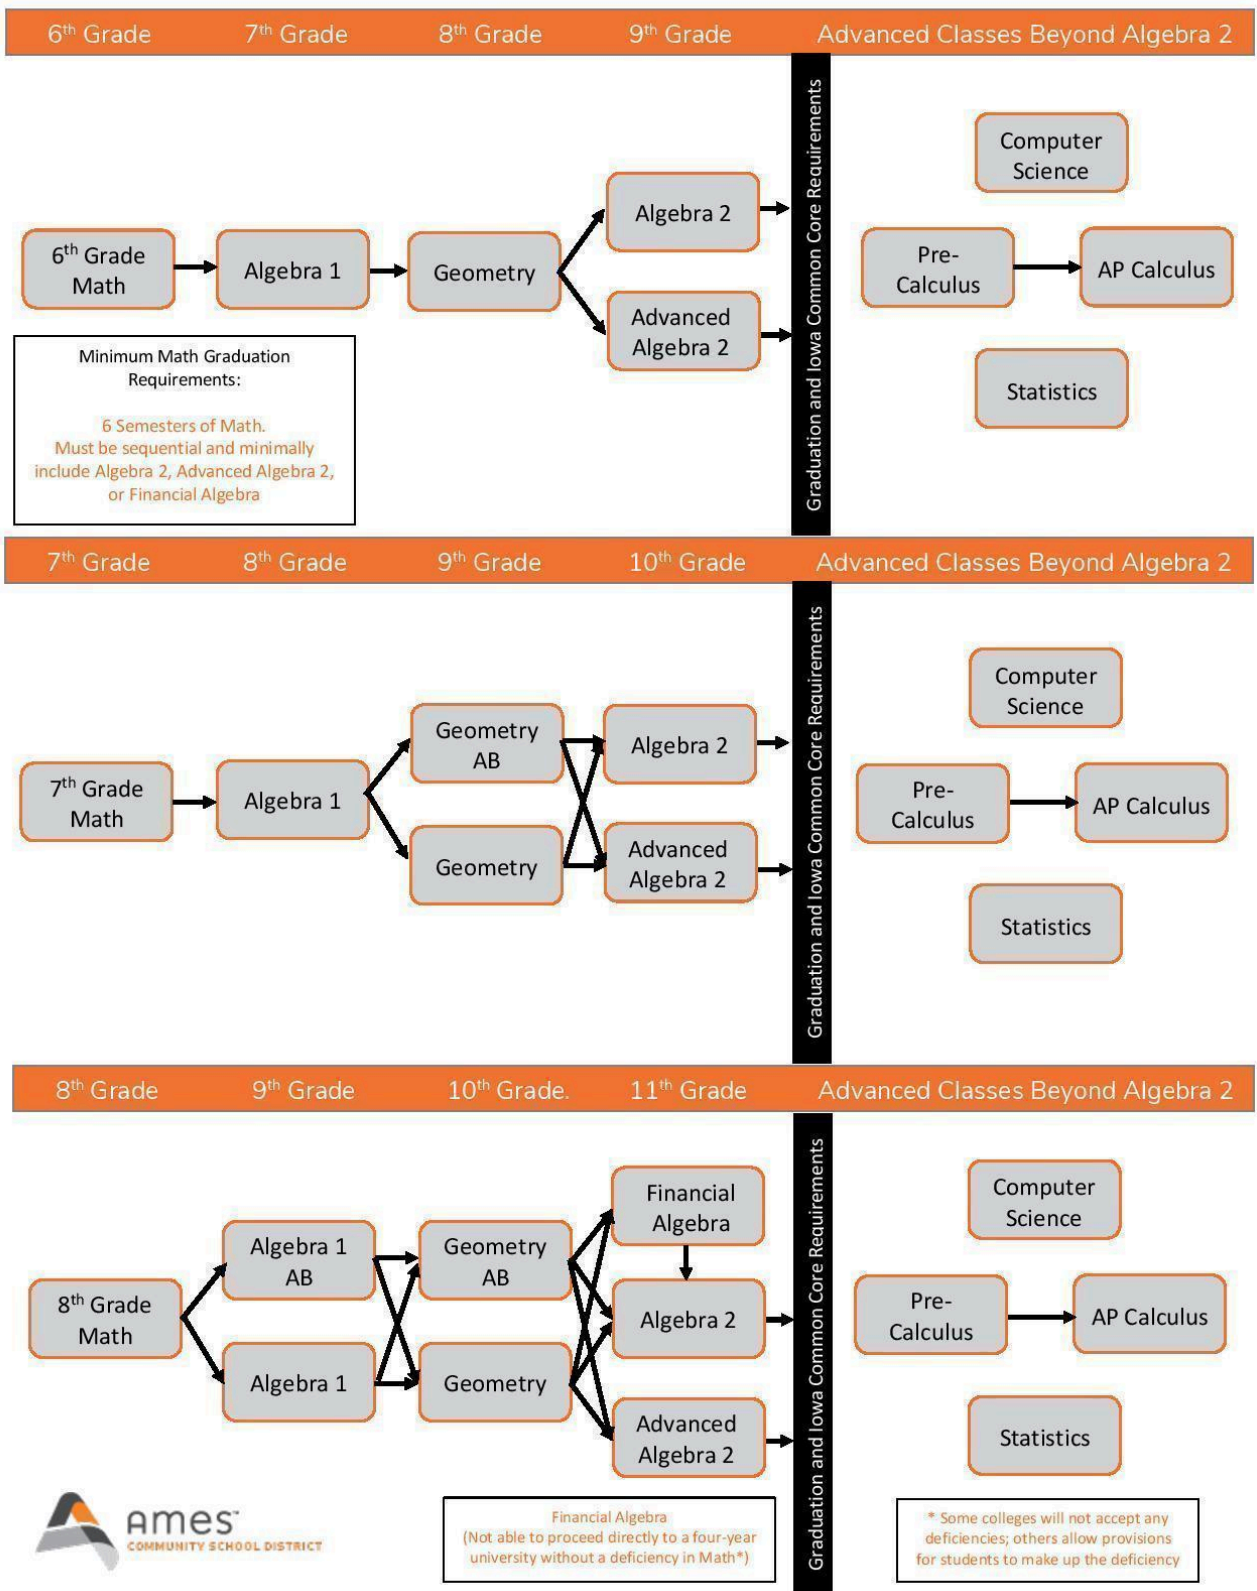 6th Grade 7th Grade 8th Grade 9th Grade Advanced Classes Beyond Algebra 2
Graduation and Iowa Common Core Requirements
Computer
Science
Algebra 2
6th Grade
Math
Algebra 1
Geometry
Pre-
Calculus
AP Calculus
Advanced
Algebra 2
Statistics
Minimum Math Graduation
Requirements:
6 Semesters of Math.
Must be sequential and minimally
include Algebra 2, Advanced Algebra 2,
or Financial Algebra
7th Grade 8th Grade 9th Grade 10th Grade Advanced Classes Beyond Algebra 2
Graduation and Iowa Common Core Requirements
Computer
Science
Geometry
AB
Algebra 2
7th Grade
Math
Algebra 1
Pre-
Calculus
AP Calculus
Geometry
Advanced
Algebra 2
Statistics
8th Grade 9th Grade 10th Grade. 11th Grade Advanced Classes Beyond Algebra 2
Graduation and Iowa Common Core Requirements
Financial
Algebra
Computer
Science
Algebra 1
AB
Geometry
AB
8th Grade
Math
Algebra 2
Pre-
Calculus
AP Calculus
Algebra 1
Geometry
Advanced
Algebra 2
Statistics
AMES™
COMMUNITY SCHOOL DISTRICT
Financial Algebra
(Not able to proceed directly to a four-year
university without a deficiency in Math*)
* Some colleges will not accept any
deficiencies; others allow provisions
for students to make up the deficiency